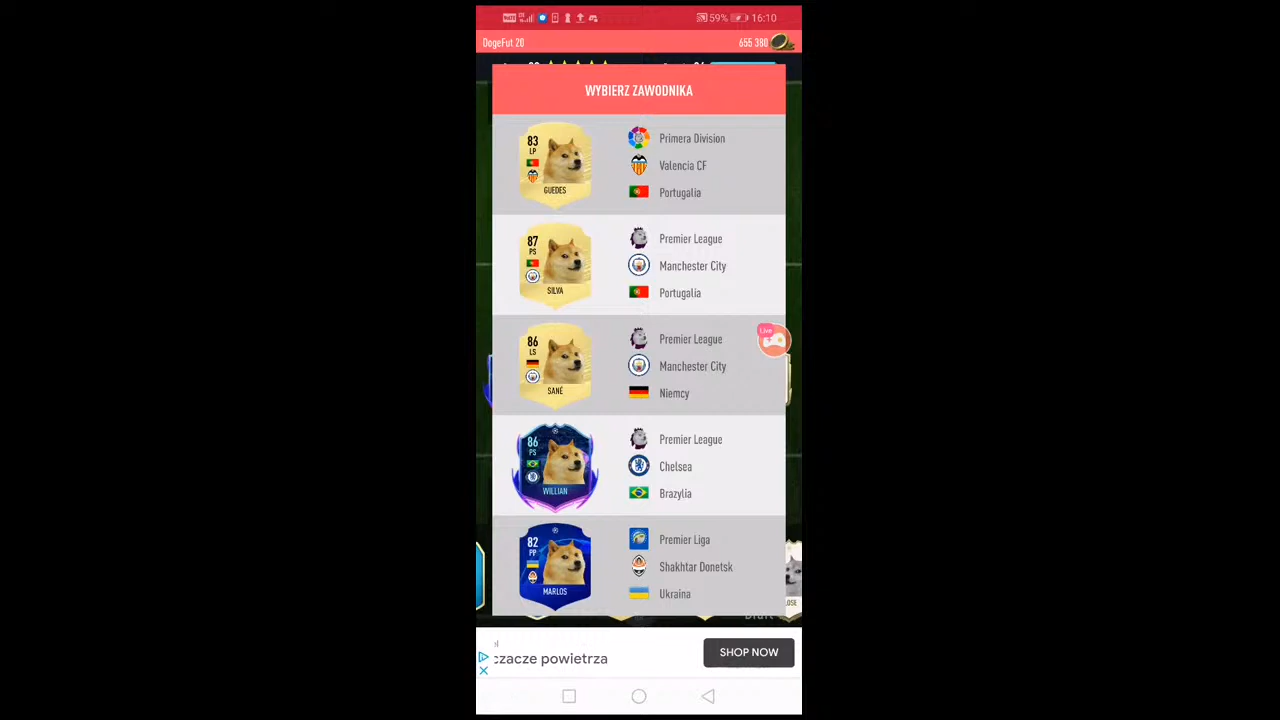 59% 16:10
DogeFut 20 655 380
WYBIERZ ZAWODNIKA
83
LP
GUEDES
Primera Division
Valencia CF
Portugalia
87
PS
SILVA
Premier League
Manchester City
Portugalia
86
LS
SANÉ
Premier League
Manchester City
Niemcy
Live
86
PS
WILLIAN
Premier League
Chelsea
Brazylia
82
PP
MARLOS
Premier Liga
Shakhtar Donetsk
Ukraina
Draft
czacze powietrza
SHOP NOW